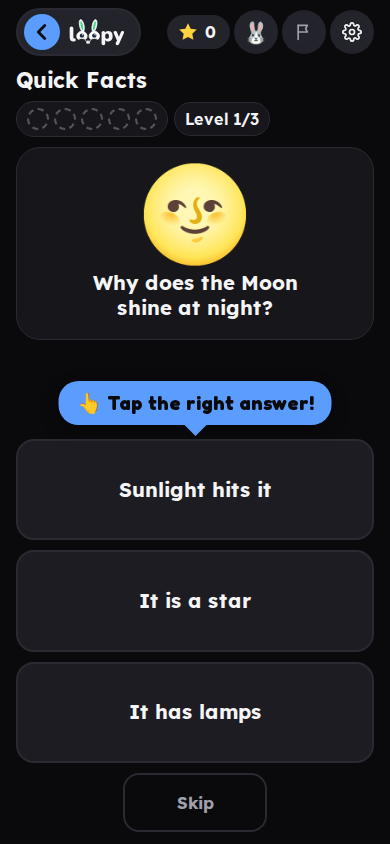 loopy
0
Quick Facts
Level 1/3
Why does the Moon
shine at night?
👆 Tap the right answer!
Sunlight hits it
It is a star
It has lamps
Skip